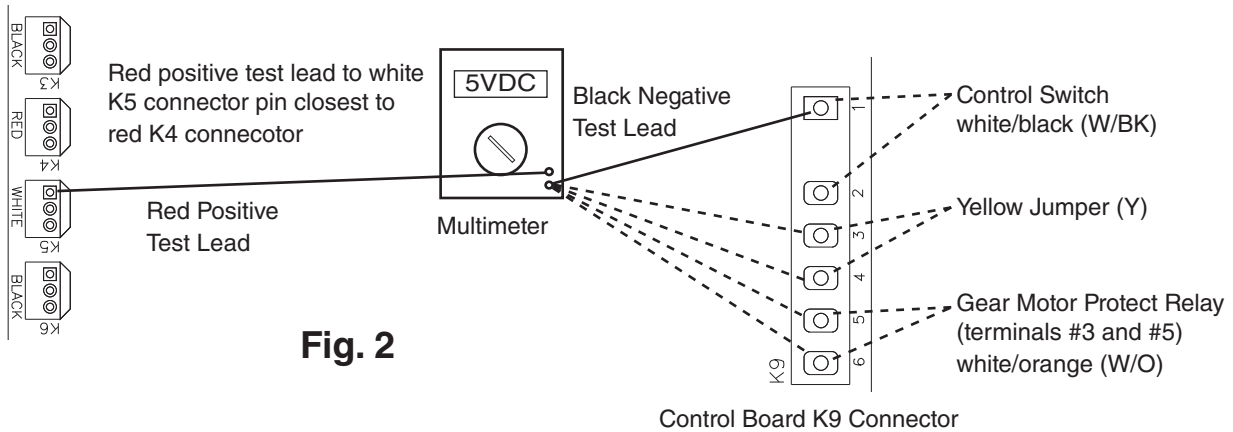 BLACK
K3
RED
K4
WHITE
K5
BLACK
K6
Red positive test lead to white
K5 connector pin closest to
red K4 connecotor
Red Positive
Test Lead
5VDC
Multimeter
Black Negative
Test Lead
Fig. 2
1
2
3
4
5
6
K9
Control Switch
white/black (W/BK)
Yellow Jumper (Y)
Gear Motor Protect Relay
(terminals #3 and #5)
white/orange (W/O)
Control Board K9 Connector